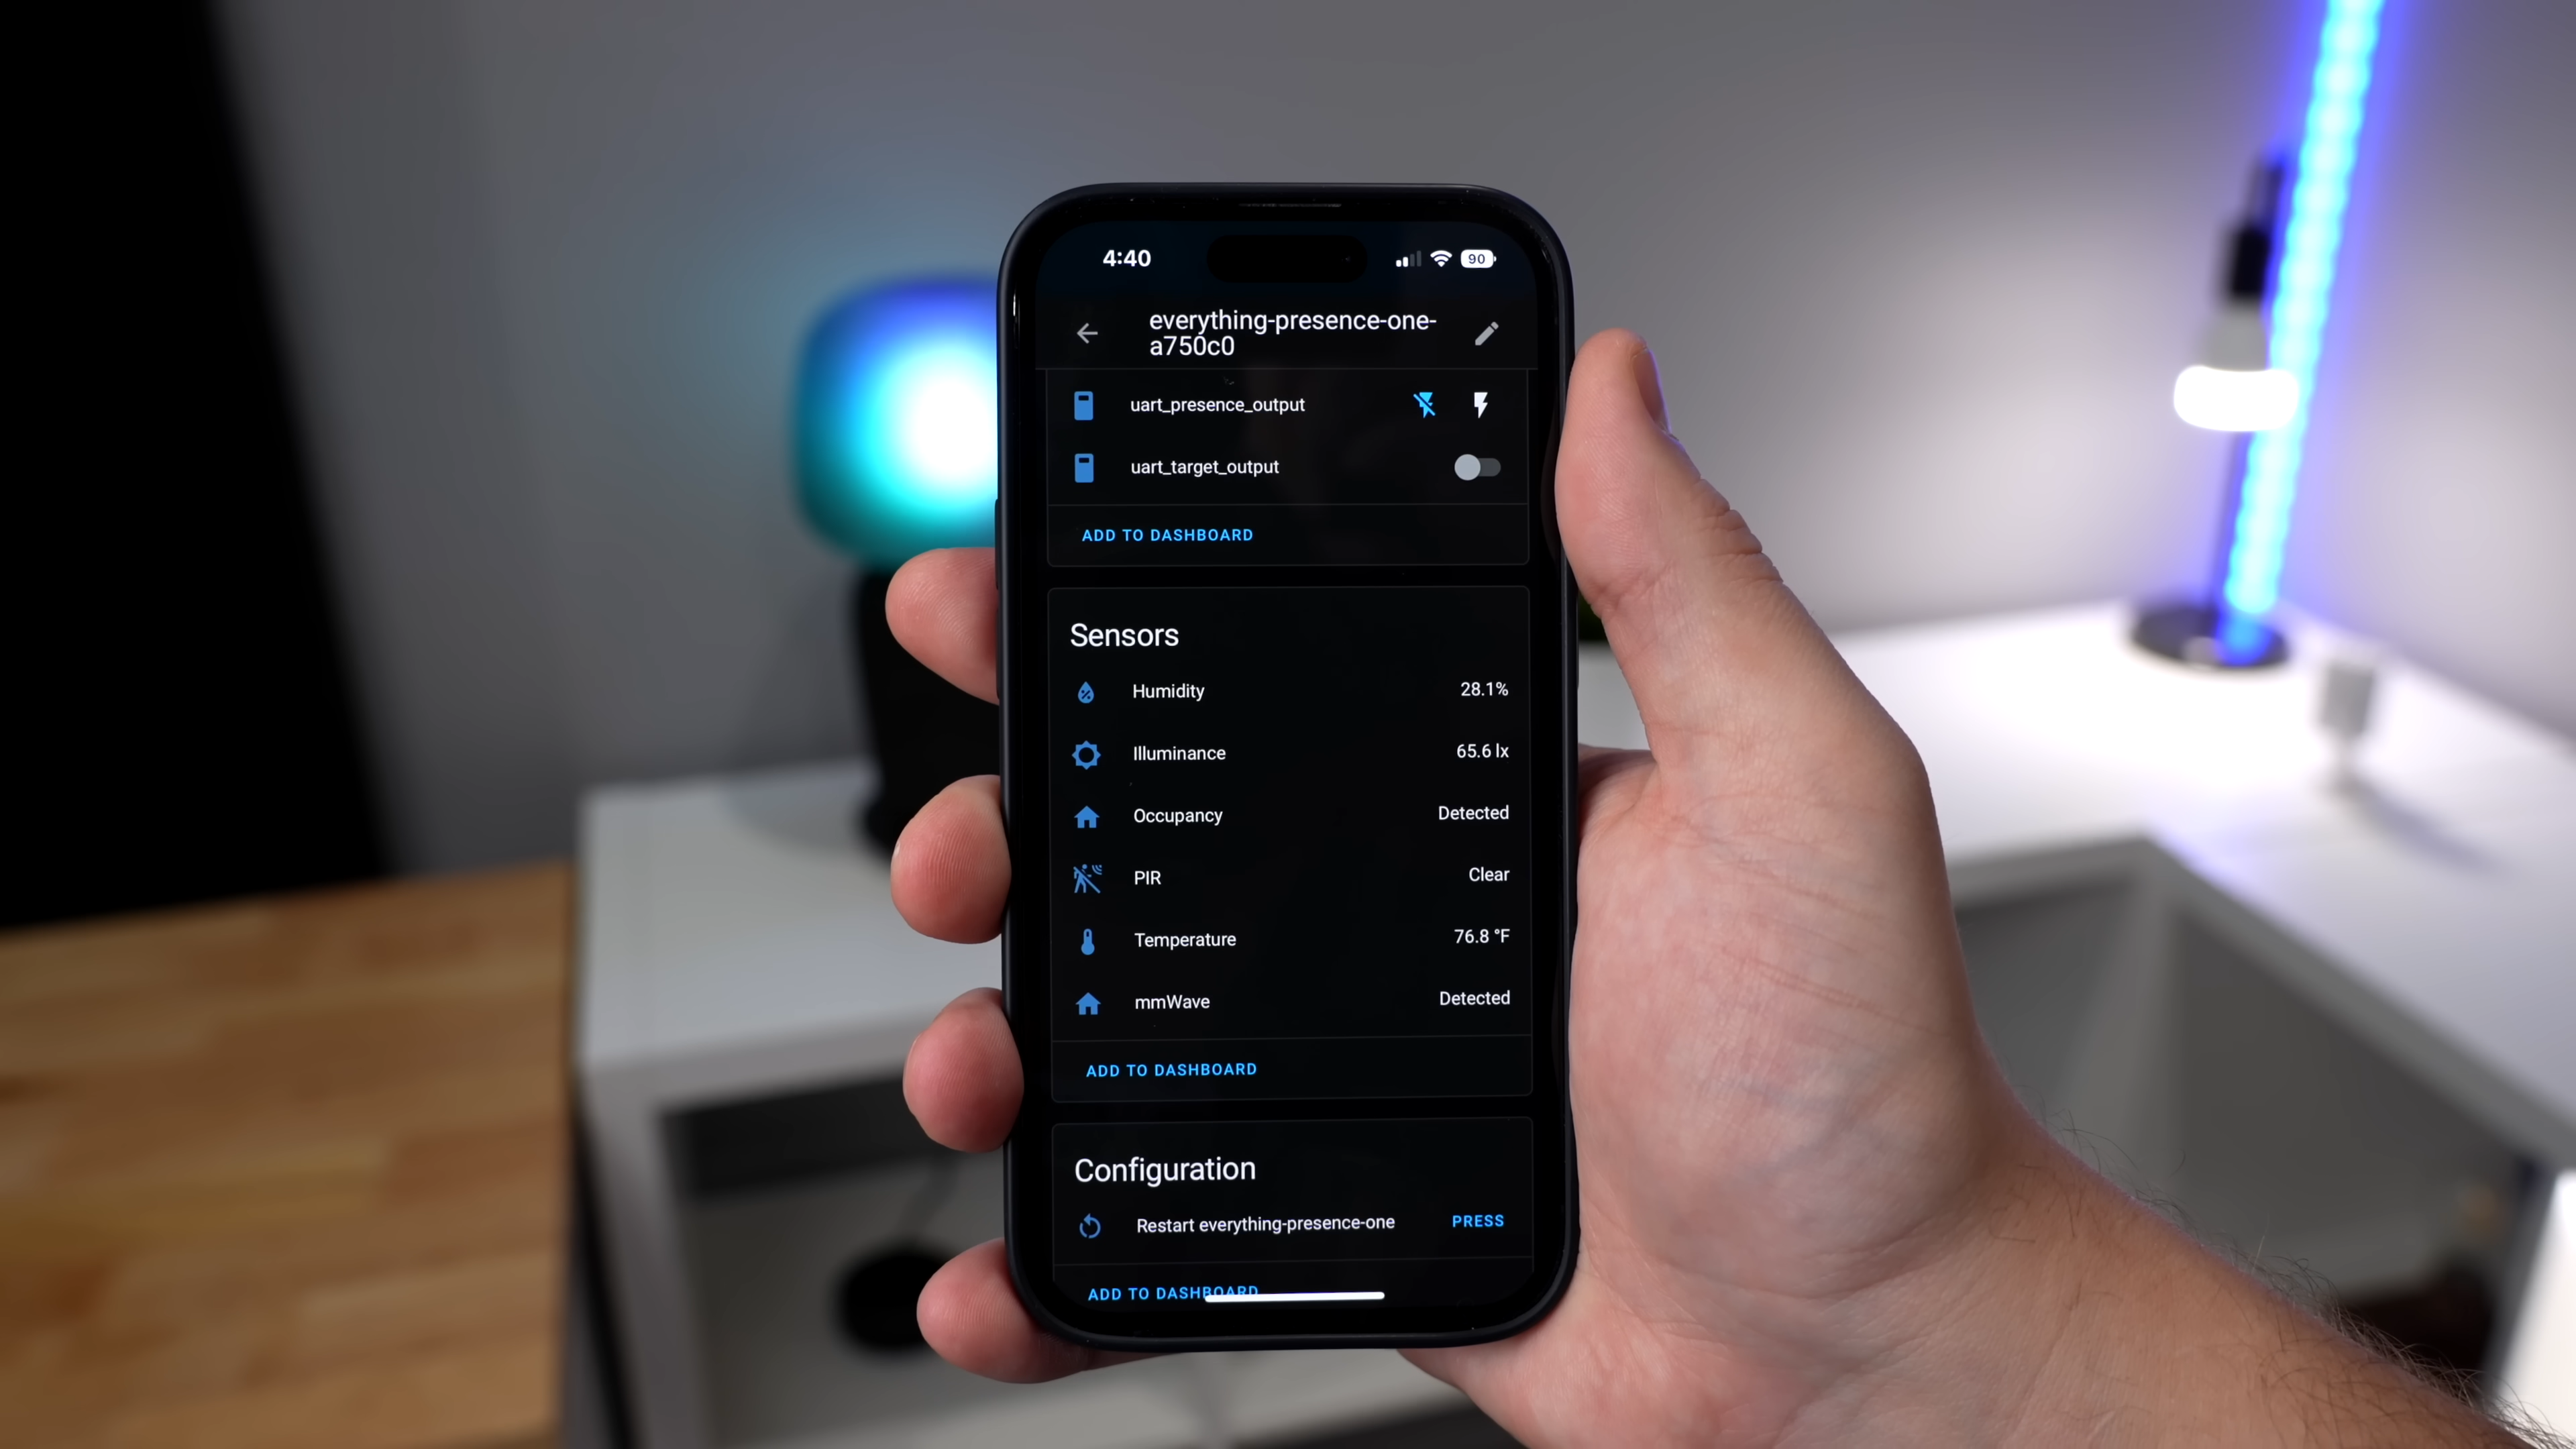 4:40
90
everything-presence-one-
a750c0
uart_presence_output
uart_target_output
ADD TO DASHBOARD
Sensors
Humidity 28.1%
Illuminance 65.6 lx
Occupancy Detected
PIR Clear
Temperature 76.8 °F
mmWave Detected
ADD TO DASHBOARD
Configuration
Restart everything-presence-one PRESS
ADD TO DASHBOARD